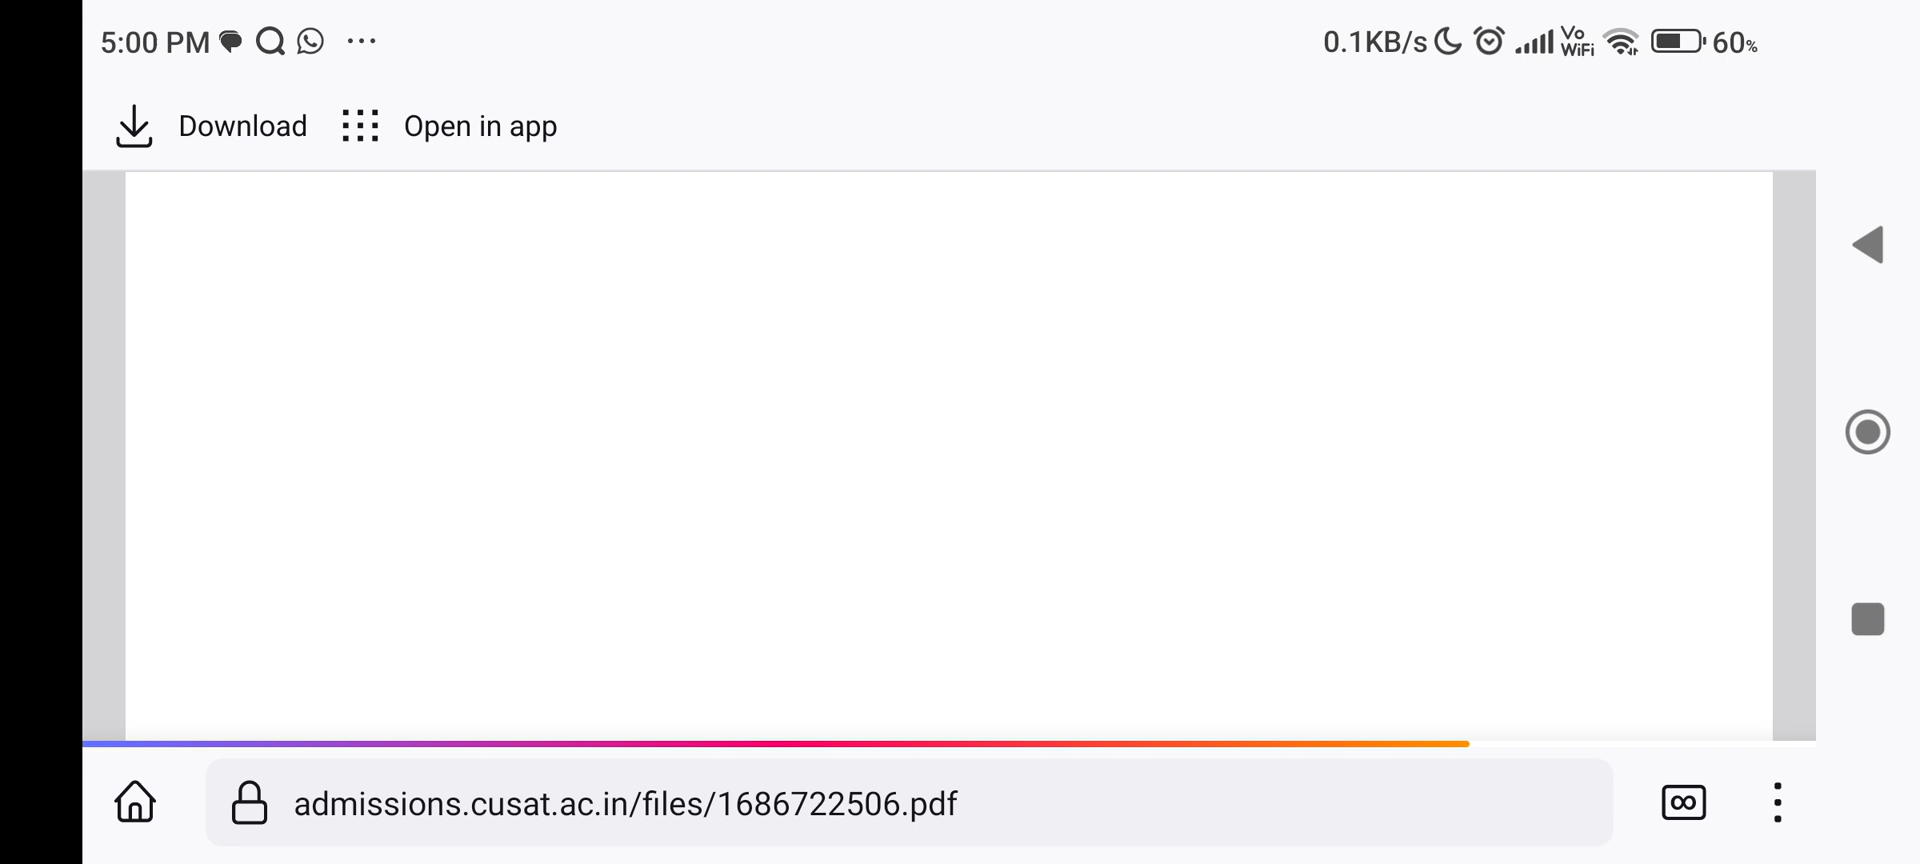 5:00 PM ... 0.1KB/s Vo WiFi 60%
Download Open in app
admissions.cusat.ac.in/files/1686722506.pdf ∞